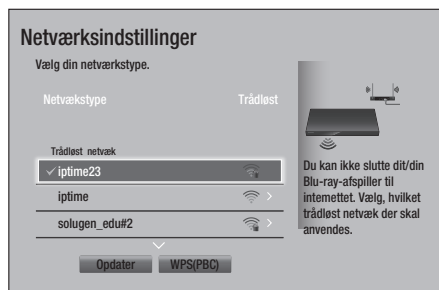 Netværksindstillinger
Vælg din netværkstype.
Netvækstype Trådløst
Trådløst netvæk
iptime23
iptime
solugen_edu#2
Opdater WPS(PBC)
Du kan ikke slutte dit/din
Blu-ray-afspiller til
internettet. Vælg, hvilket
trådløst netværk der skal
anvendes.